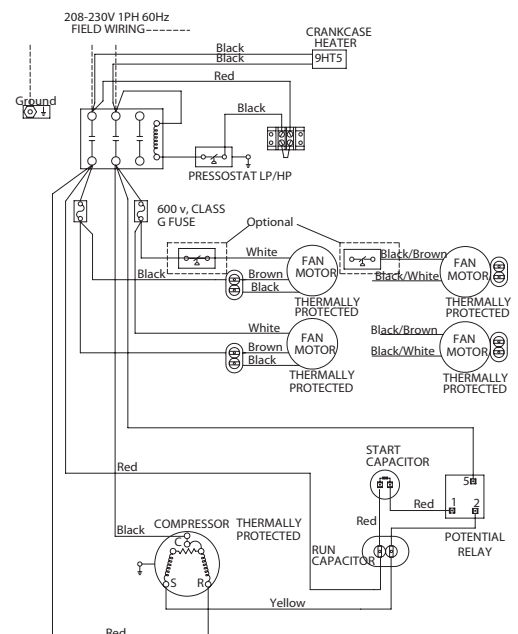 208-230V 1PH 60Hz
FIELD WIRING
CRANKCASE
HEATER
9HT5
Black
Black
Red
Ground
Black
PRESSOSTAT LP/HP
600 v, CLASS
G FUSE
Optional
White
Black
Brown
Black
FAN
MOTOR
THERMALLY
PROTECTED
Black/Brown
Black/White
FAN
MOTOR
THERMALLY
PROTECTED
White
Brown
Black
FAN
MOTOR
THERMALLY
PROTECTED
Black/Brown
Black/White
FAN
MOTOR
THERMALLY
PROTECTED
Red
START
CAPACITOR
5
1
2
Red
Red
POTENTIAL
RELAY
Black
COMPRESSOR
THERMALLY
PROTECTED
C
S
R
RUN
CAPACITOR
Yellow
Red